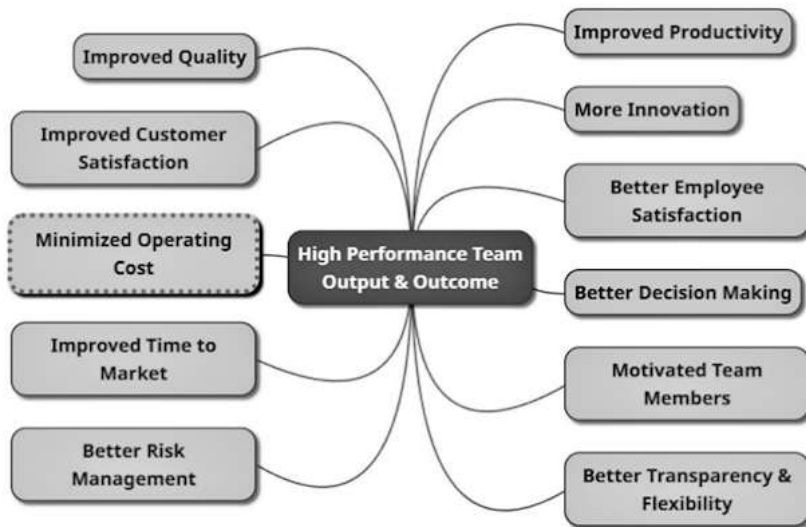 Improved Quality
Improved Customer
Satisfaction
Minimized Operating
Cost
Improved Time to
Market
Better Risk
Management
High Performance Team
Output & Outcome
Improved Productivity
More Innovation
Better Employee
Satisfaction
Better Decision Making
Motivated Team
Members
Better Transparency &
Flexibility